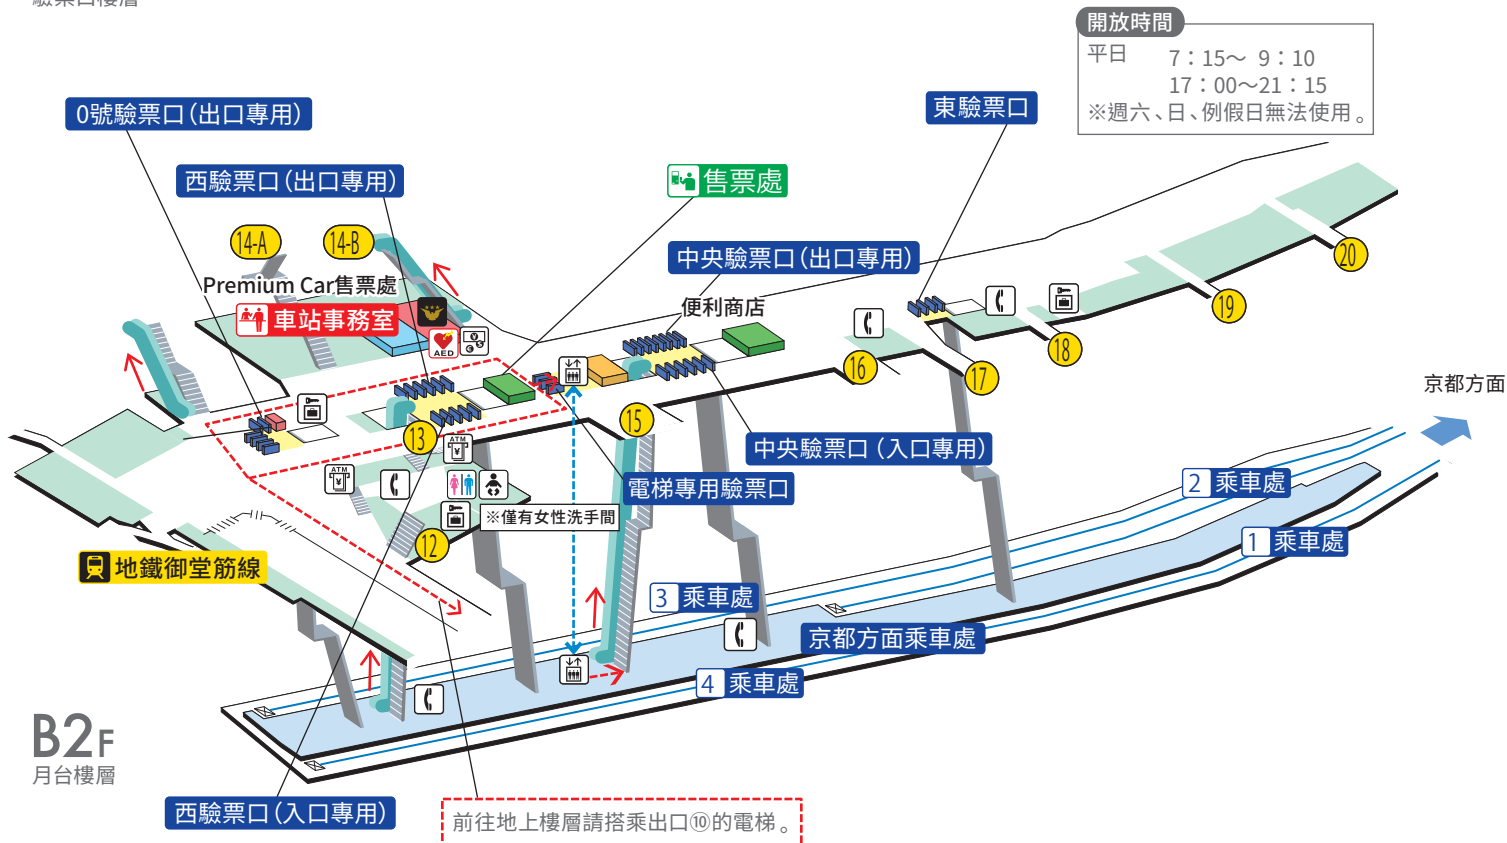 驗票口樓層
開放時間
平日 7：15～ 9：10
17：00～21：15
※週六、日、例假日無法使用。
0號驗票口（出口專用）
東驗票口
西驗票口（出口專用）
售票處
14-A
14-B
中央驗票口（出口專用）
20
Premium Car售票處
車站事務室
便利商店
19
AED
16
18
17
京都方面
15
13
中央驗票口（入口專用）
ATM
ATM
2 乘車處
電梯專用驗票口
※僅有女性洗手間
12
1 乘車處
地鐵御堂筋線
3 乘車處
京都方面乘車處
4 乘車處
B2F
月台樓層
西驗票口（入口專用）
前往地上樓層請搭乘出口⑩的電梯。